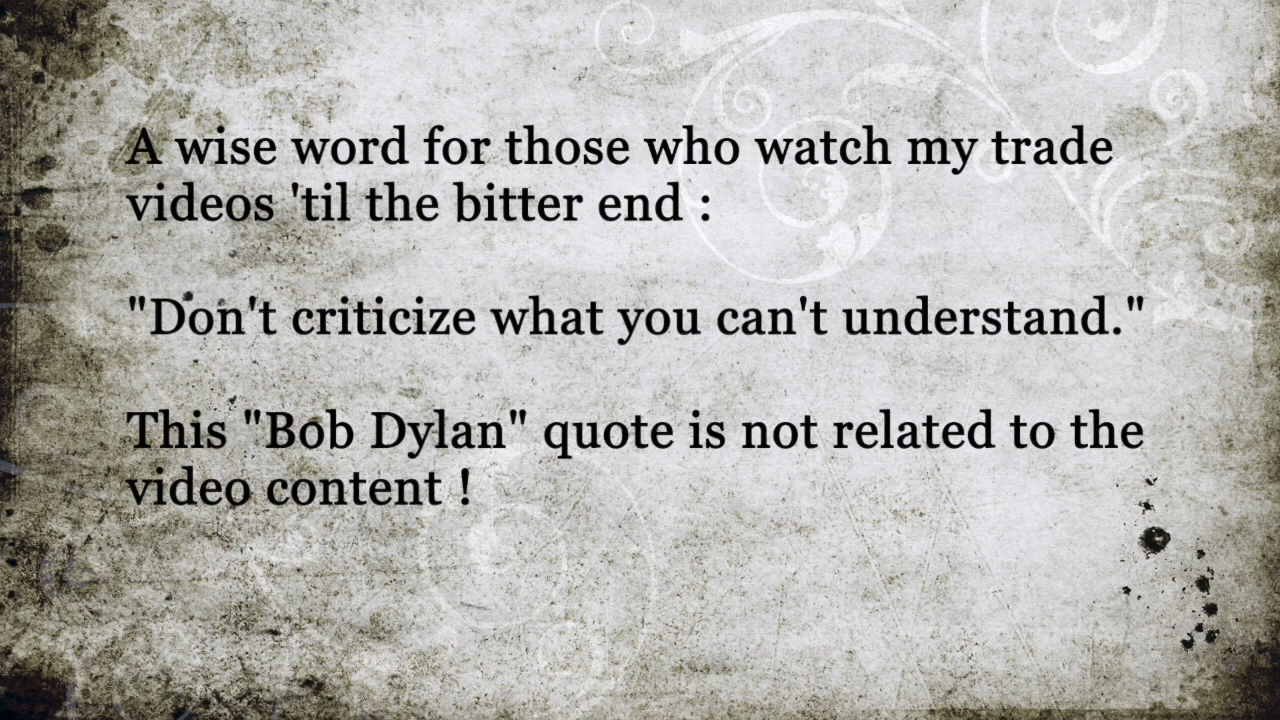 A wise word for those who watch my trade
videos 'til the bitter end :
"Don't criticize what you can't understand."
This "Bob Dylan" quote is not related to the
video content !